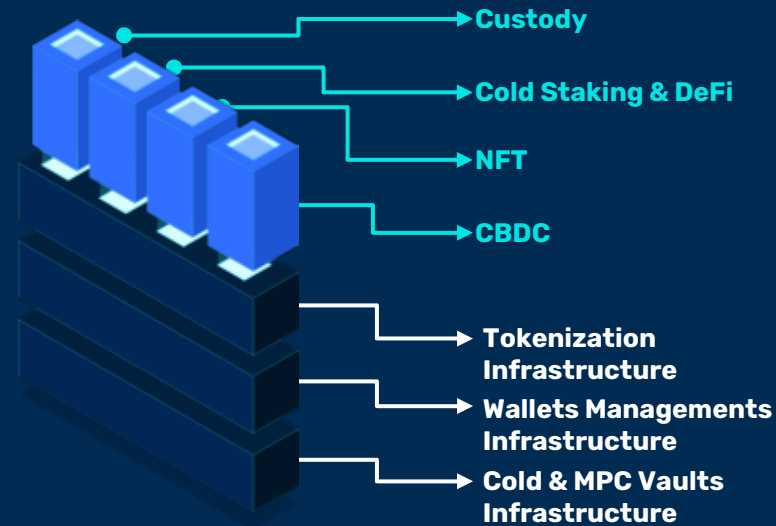 Custody
Cold Staking & DeFi
NFT
CBDC
Tokenization
Infrastructure
Wallets Managements
Infrastructure
Cold & MPC Vaults
Infrastructure